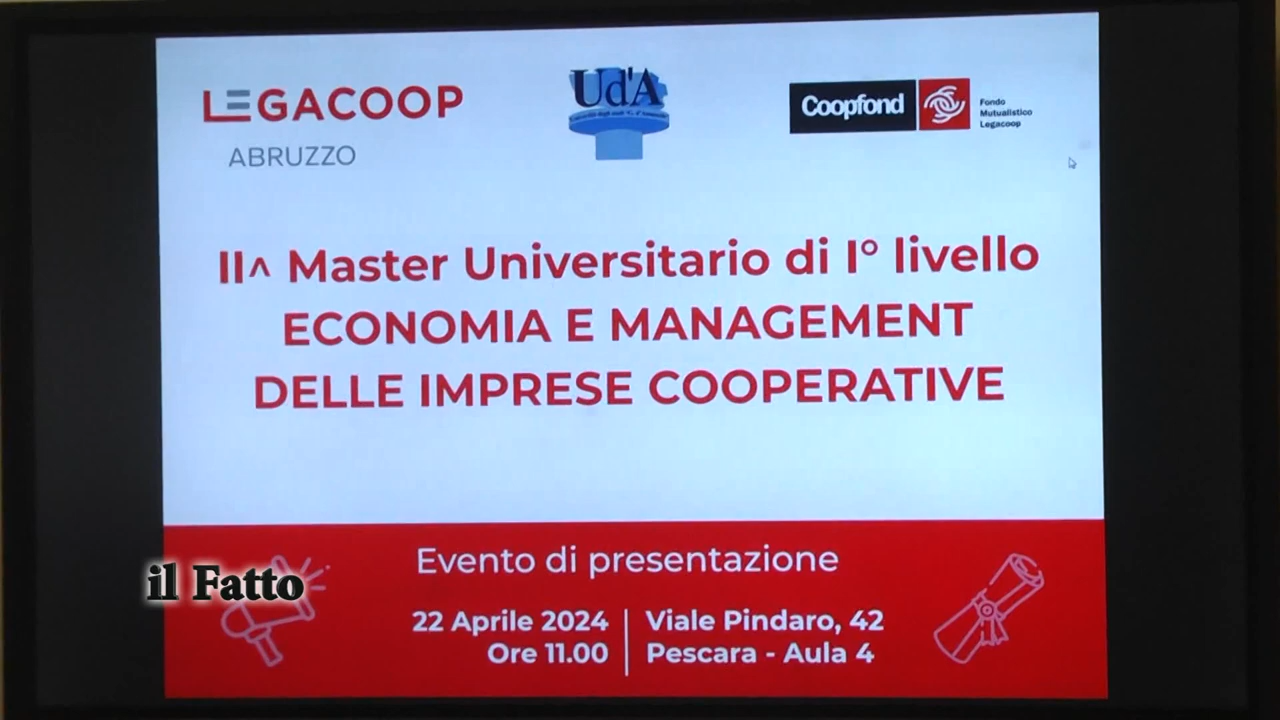 LEGACOOP
ABRUZZO
Ud'A
Coopfond
Fondo
Mutualistico
Legacoop
II^ Master Universitario di I° livello
ECONOMIA E MANAGEMENT
DELLE IMPRESE COOPERATIVE
Evento di presentazione
il Fatto
22 Aprile 2024
Ore 11.00
Viale Pindaro, 42
Pescara - Aula 4